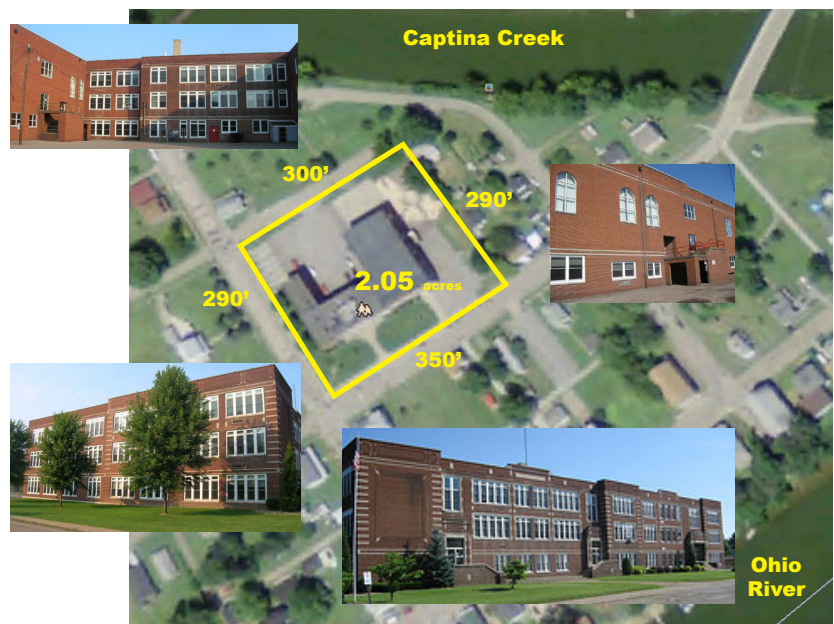 Captina Creek
300’
290’
290’
2.05 acres
350’
Ohio
River